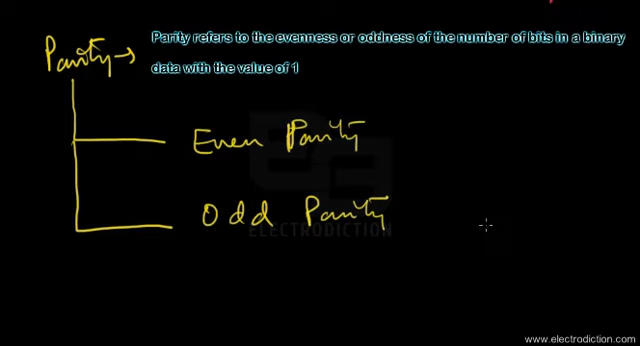 Parity → Parity refers to the evenness or oddness of the number of bits in a binary
data with the value of 1
Even Parity
Odd Parity
ELECTRODICTION
www.electrodiction.com